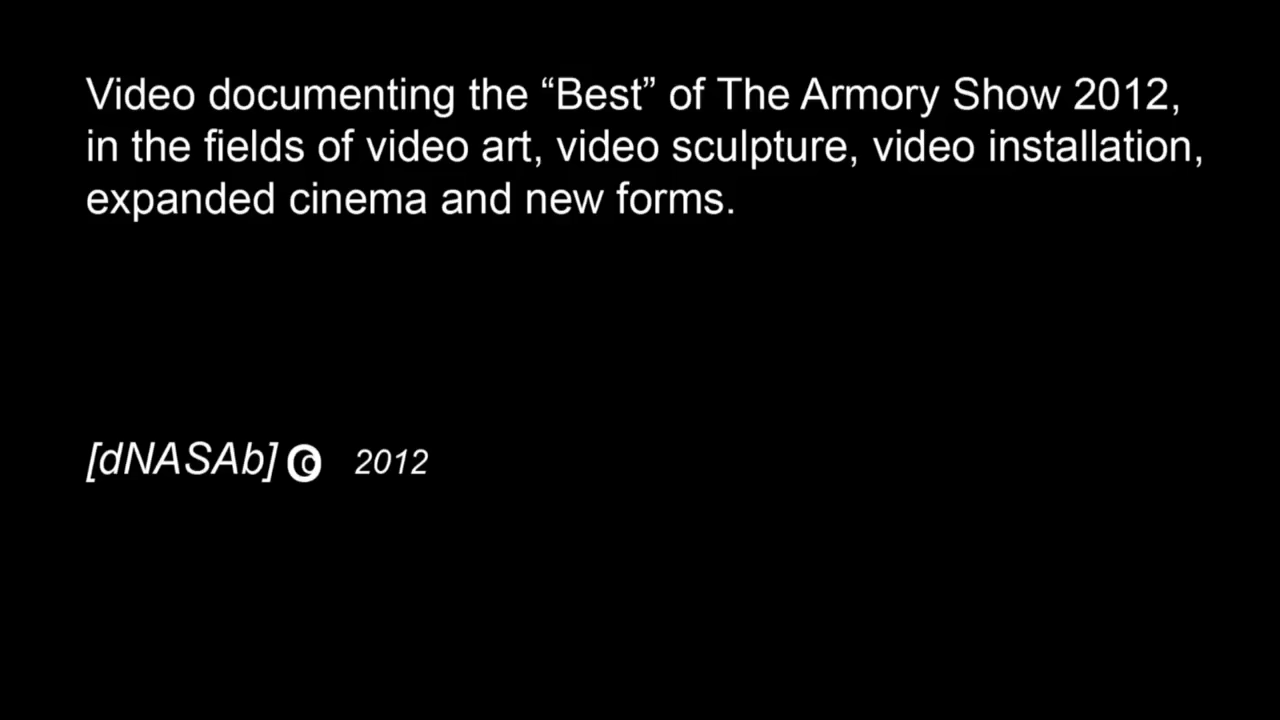 Video documenting the “Best” of The Armory Show 2012,
in the fields of video art, video sculpture, video installation,
expanded cinema and new forms.
[dNASAb]© 2012